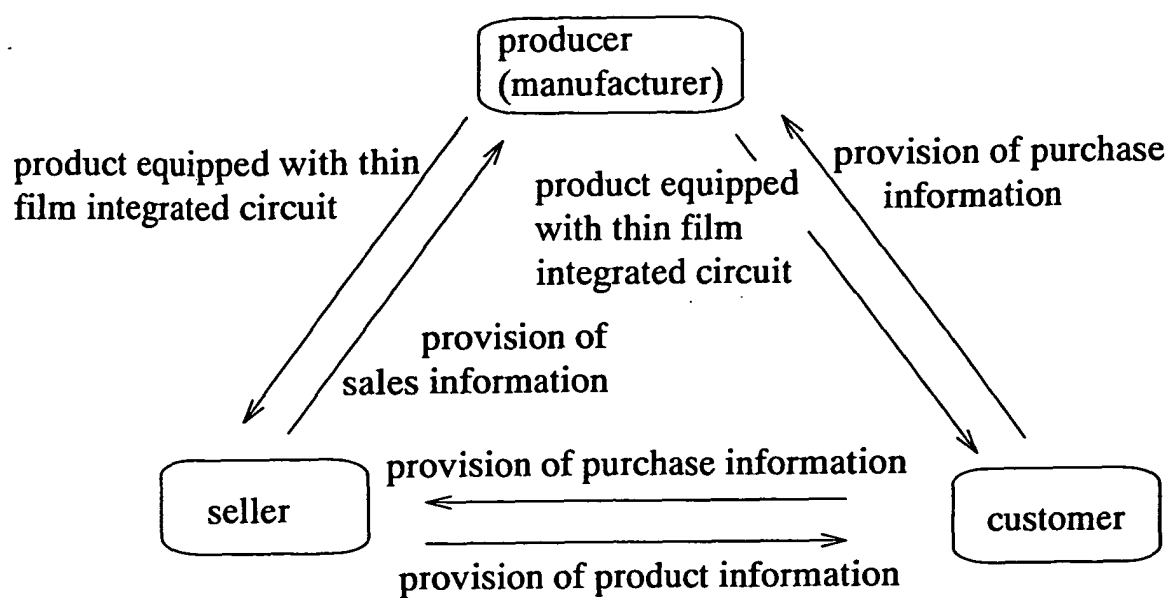 producer
(manufacturer)
product equipped with thin
film integrated circuit
product equipped
with thin film
integrated circuit
provision of purchase
information
provision of
sales information
seller
provision of purchase information
provision of product information
customer